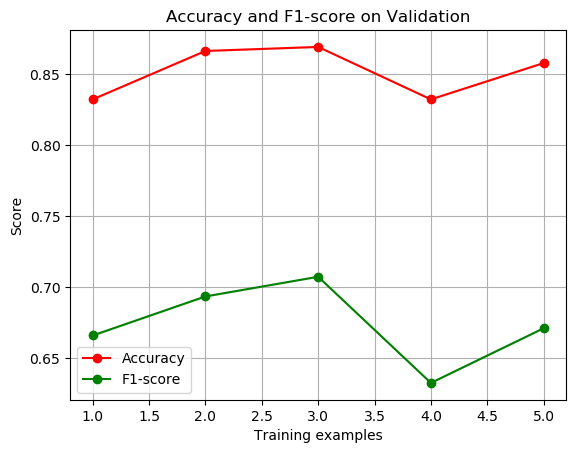 Accuracy and F1-score on Validation
Score
0.85
0.80
0.75
0.70
0.65
Accuracy
F1-score
1.0 1.5 2.0 2.5 3.0 3.5 4.0 4.5 5.0
Training examples